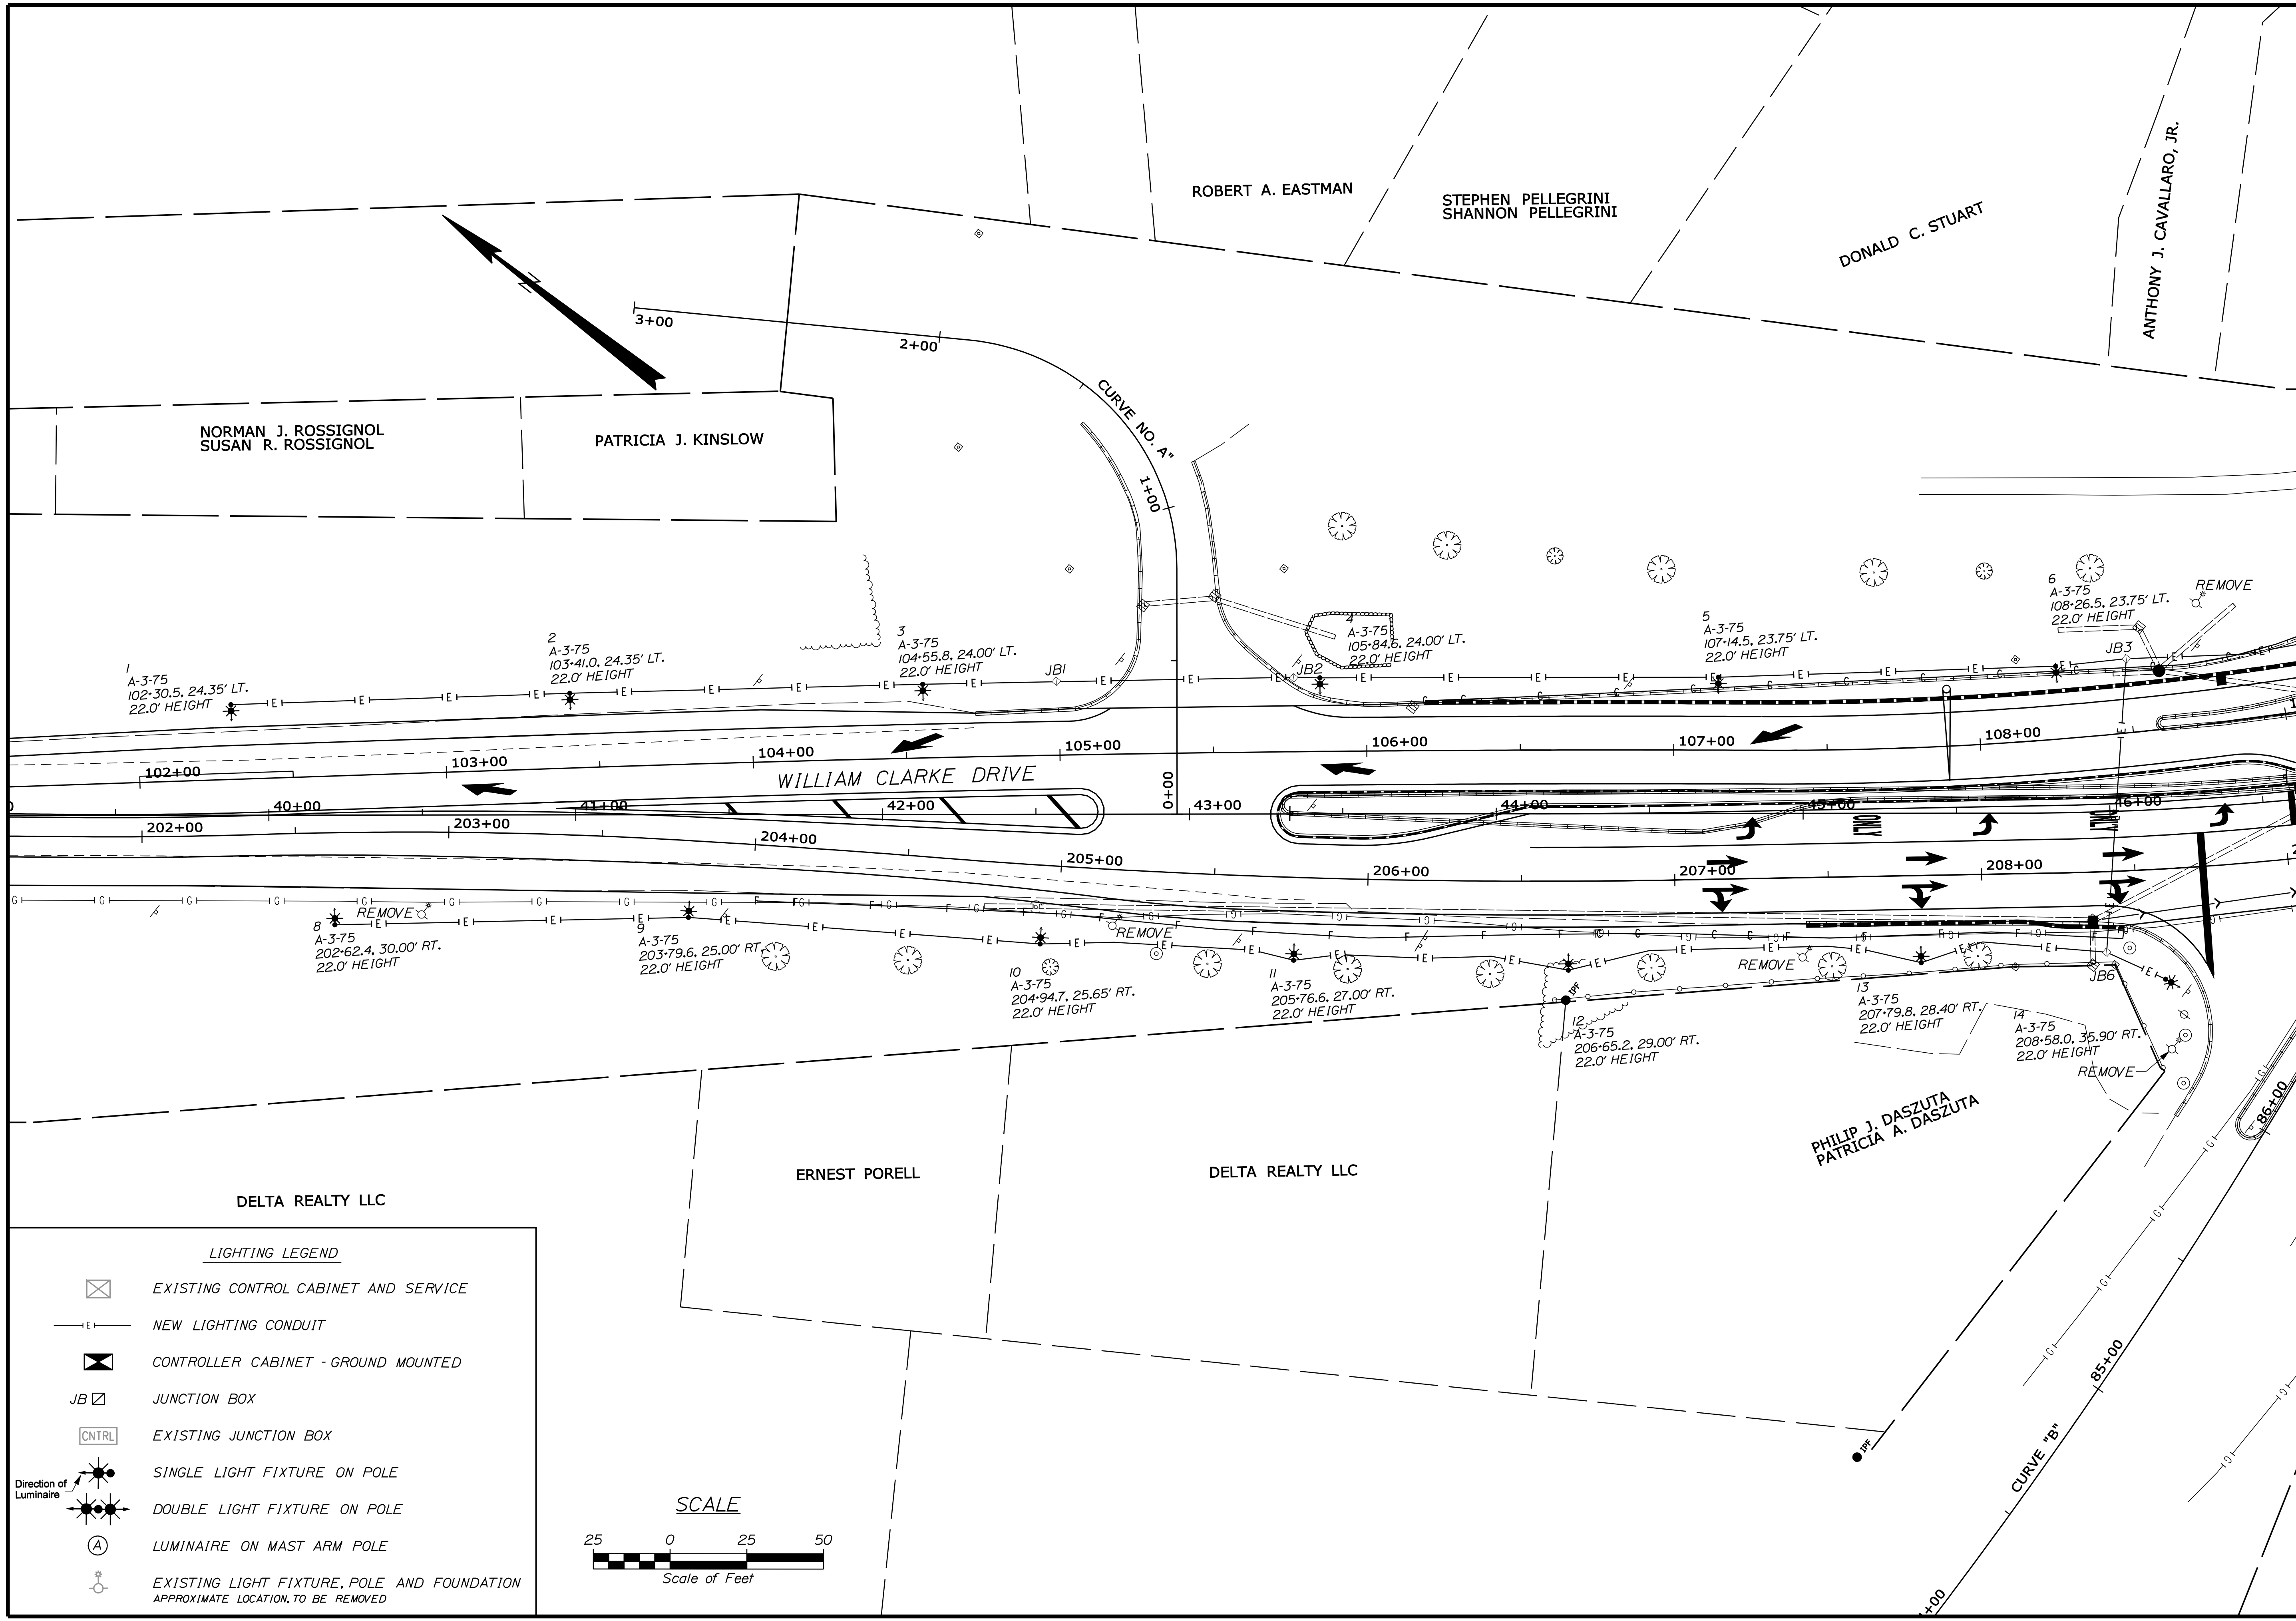 ROBERT A. EASTMAN
STEPHEN PELLEGRINI
SHANNON PELLEGRINI
DONALD C. STUART
ANTHONY J. CAVALLARO, JR.
3+00
2+00
CURVE NO. A"
1+00
0+00
NORMAN J. ROSSIGNOL
SUSAN R. ROSSIGNOL
PATRICIA J. KINSLOW
1
A-3-75
102+30.5, 24.35' LT.
22.0' HEIGHT
2
A-3-75
103+41.0, 24.35' LT.
22.0' HEIGHT
3
A-3-75
104+55.8, 24.00' LT.
22.0' HEIGHT
JB1
JB2
4
A-3-75
105+84.6, 24.00' LT.
22.0' HEIGHT
5
A-3-75
107+14.5, 23.75' LT.
22.0' HEIGHT
6
A-3-75
108+26.5, 23.75' LT.
22.0' HEIGHT
REMOVE
JB3
102+00
103+00
104+00
105+00
106+00
107+00
108+00
WILLIAM CLARKE DRIVE
40+00
41+00
42+00
43+00
44+00
45+00
46+00
ONLY
ONLY
202+00
203+00
204+00
205+00
206+00
207+00
208+00
8
A-3-75
202+62.4, 30.00' RT.
22.0' HEIGHT
REMOVE
9
A-3-75
203+79.6, 25.00' RT.
22.0' HEIGHT
REMOVE
10
A-3-75
204+94.7, 25.65' RT.
22.0' HEIGHT
11
A-3-75
205+76.6, 27.00' RT.
22.0' HEIGHT
IPF
12
A-3-75
206+65.2, 29.00' RT.
22.0' HEIGHT
REMOVE
13
A-3-75
207+79.8, 28.40' RT.
22.0' HEIGHT
14
A-3-75
208+58.0, 35.90' RT.
22.0' HEIGHT
JB6
REMOVE
86+00
85+00
CURVE "B"
PHILIP J. DASZUTA
PATRICIA A. DASZUTA
ERNEST PORELL
DELTA REALTY LLC
DELTA REALTY LLC
IPF
LIGHTING LEGEND
EXISTING CONTROL CABINET AND SERVICE
E NEW LIGHTING CONDUIT
CONTROLLER CABINET - GROUND MOUNTED
JB JUNCTION BOX
CNTRL EXISTING JUNCTION BOX
SINGLE LIGHT FIXTURE ON POLE
Direction of
Luminaire
DOUBLE LIGHT FIXTURE ON POLE
A LUMINAIRE ON MAST ARM POLE
EXISTING LIGHT FIXTURE, POLE AND FOUNDATION
APPROXIMATE LOCATION, TO BE REMOVED
SCALE
25 0 25 50
Scale of Feet